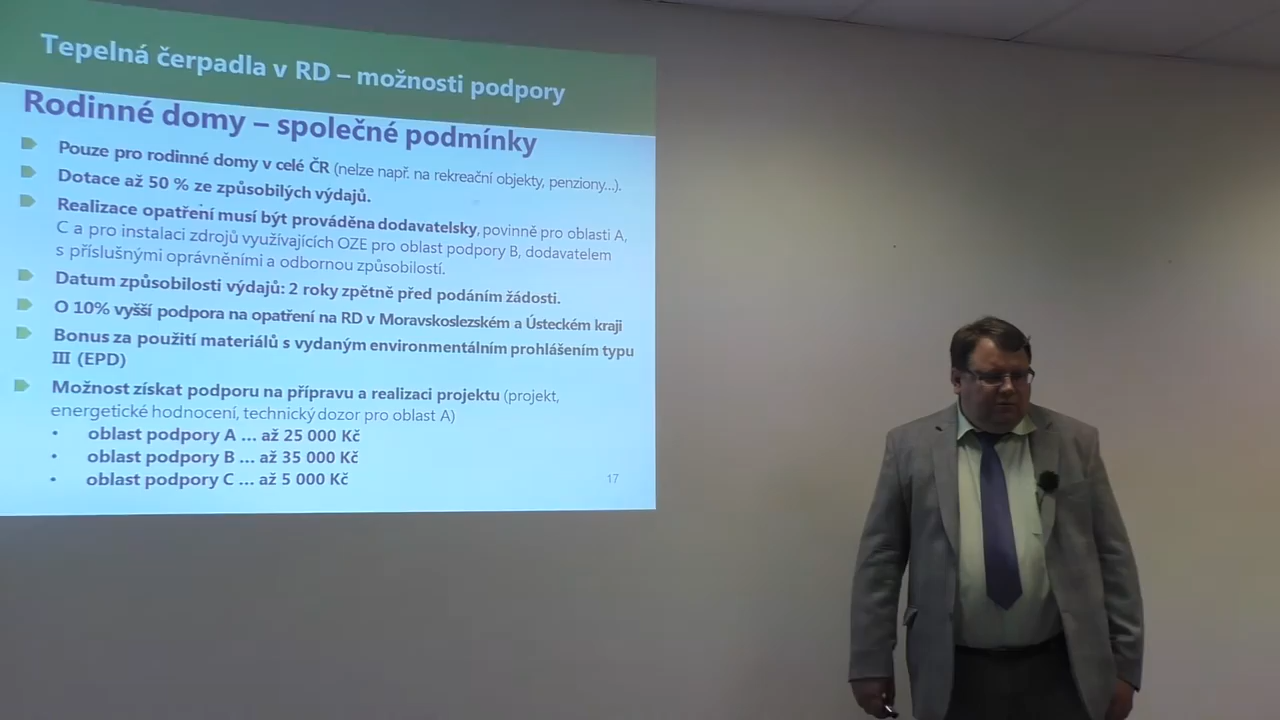 Tepelná čerpadla v RD – možnosti podpory
Rodinné domy – společné podmínky
Pouze pro rodinné domy v celé ČR (nelze např. na rekreační objekty, penziony...).
Dotace až 50 % ze způsobilých výdajů.
Realizace opatření musí být prováděna dodavatelsky, povinně pro oblasti A,
C a pro instalaci zdrojů využívajících OZE pro oblast podpory B, dodavatelem
s příslušnými oprávněními a odbornou způsobilostí.
Datum způsobilosti výdajů: 2 roky zpětně před podáním žádosti.
O 10% vyšší podpora na opatření na RD v Moravskoslezském a Ústeckém kraji
Bonus za použití materiálů s vydaným environmentálním prohlášením typu
III (EPD)
Možnost získat podporu na přípravu a realizaci projektu (projekt,
energetické hodnocení, technický dozor pro oblast A)
• oblast podpory A ... až 25 000 Kč
• oblast podpory B ... až 35 000 Kč
• oblast podpory C ... až 5 000 Kč
17